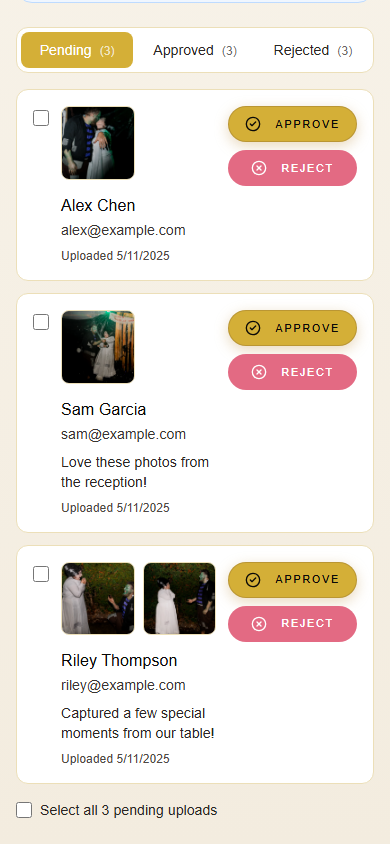 Pending (3) Approved (3) Rejected (3)
APPROVE
REJECT
Alex Chen
alex@example.com
Uploaded 5/11/2025
APPROVE
REJECT
Sam Garcia
sam@example.com
Love these photos from
the reception!
Uploaded 5/11/2025
APPROVE
REJECT
Riley Thompson
riley@example.com
Captured a few special
moments from our table!
Uploaded 5/11/2025
Select all 3 pending uploads